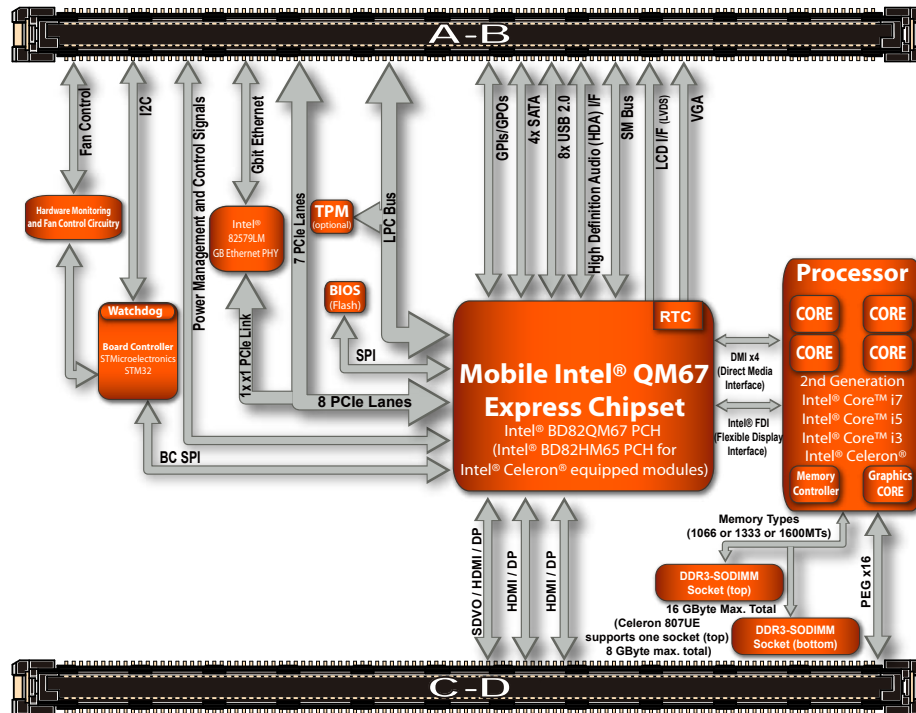 A-B
Fan Control
I2C
Power Management and Control Signals
Gbit Ethernet
7 PCIe Lanes
LPC Bus
GPIs/GPOs
4x SATA
8x USB 2.0
High Definition Audio (HDA) I/F
SM Bus
LCD I/F (LVDS)
VGA
Hardware Monitoring
and Fan Control Circuitry
Intel®
82579LM
GB Ethernet PHY
TPM
(optional)
BIOS
(Flash)
SPI
Watchdog
Board Controller
STMicroelectronics
STM32
1x x1 PCIe Link
8 PCIe Lanes
BC SPI
RTC
Mobile Intel® QM67
Express Chipset
Intel® BD82QM67 PCH
(Intel® BD82HM65 PCH for
Intel® Celeron® equipped modules)
DMI x4
(Direct Media
Interface)
Intel® FDI
(Flexible Display
Interface)
Processor
CORE
CORE
CORE
CORE
2nd Generation
Intel® Core™ i7
Intel® Core™ i5
Intel® Core™ i3
Intel® Celeron®
Memory
Controller
Graphics
CORE
Memory Types
(1066 or 1333 or 1600MTs)
DDR3-SODIMM
Socket (top)
16 GByte Max. Total
(Celeron 807UE
supports one socket (top)
8 GByte max. total)
DDR3-SODIMM
Socket (bottom)
PEG x16
SDVO / HDMI / DP
HDMI / DP
HDMI / DP
C-D